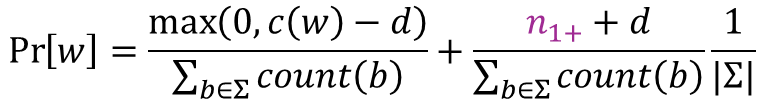 Pr[w] = max(0, c(w) − d) / ∑_{b∈Σ} count(b) + n_{1+} + d / ∑_{b∈Σ} count(b) 1 / |Σ|